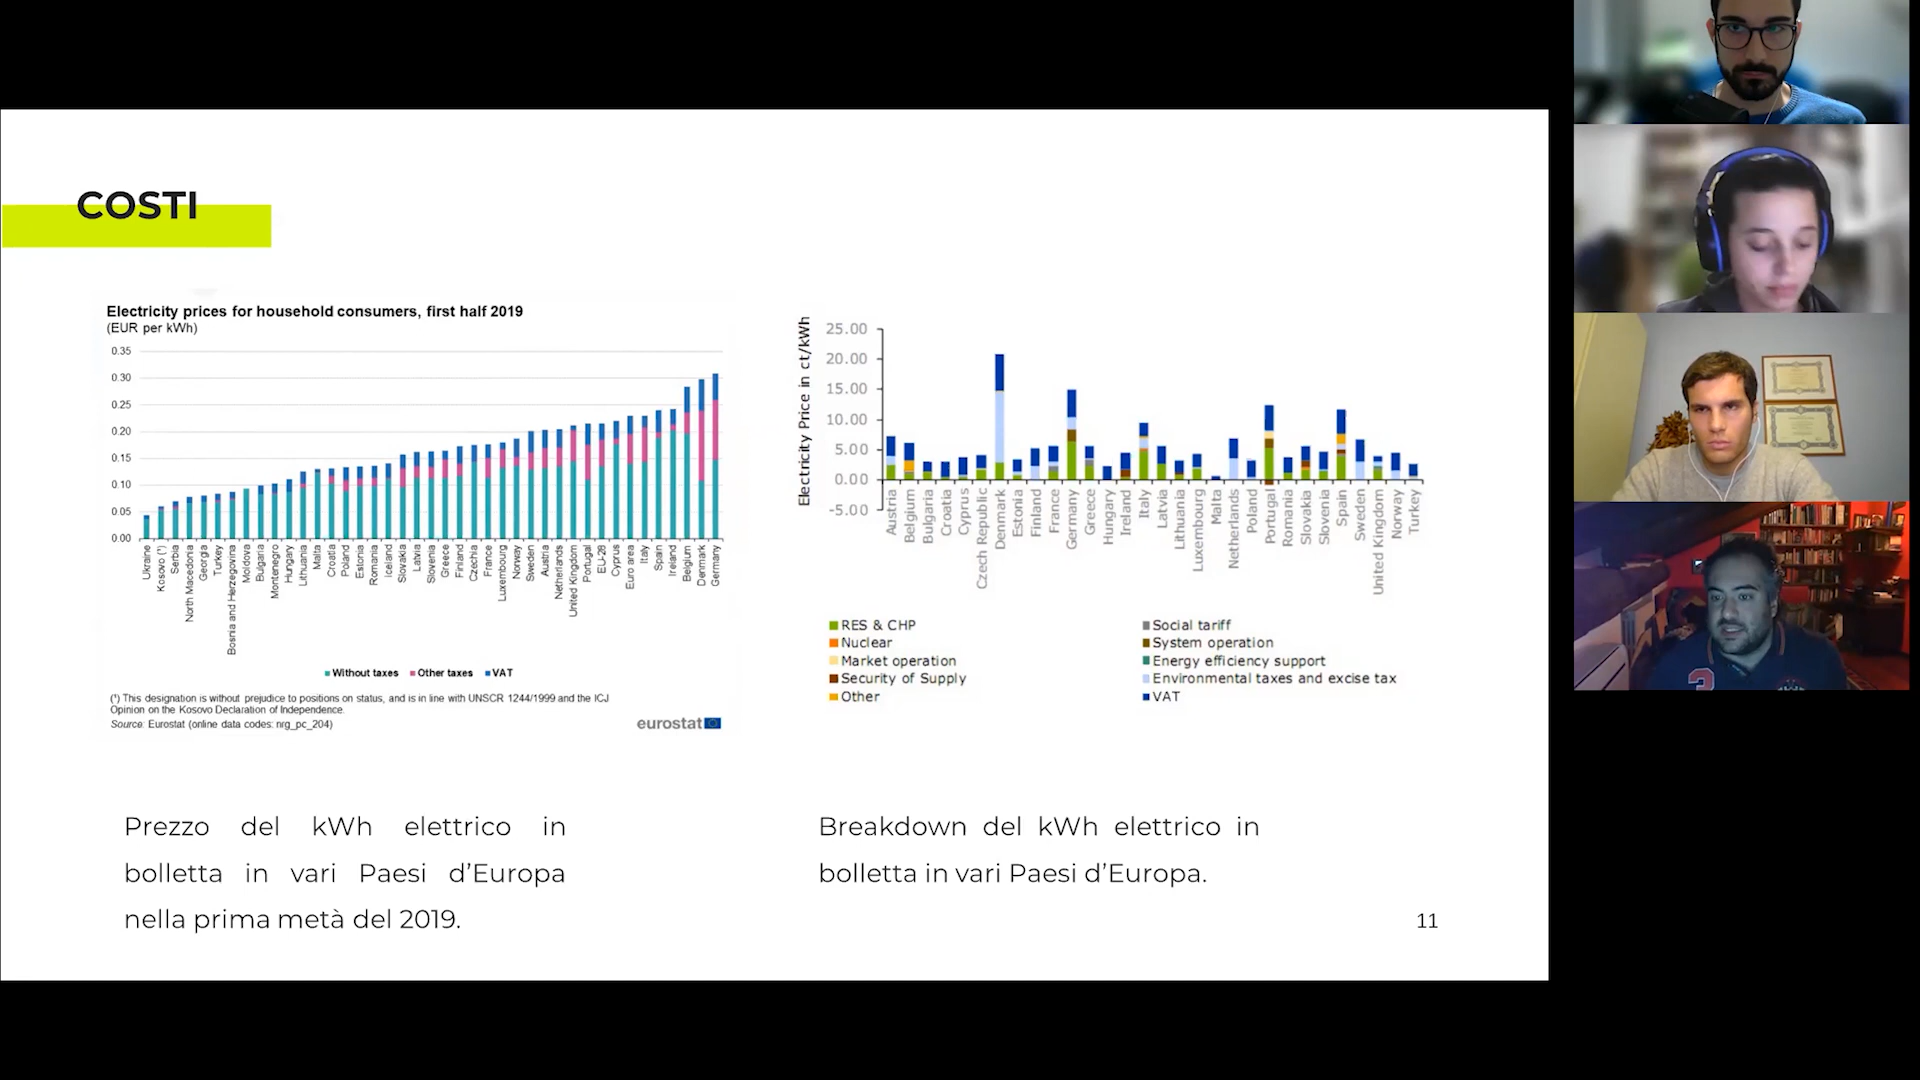 COSTI
Electricity prices for household consumers, first half 2019
(EUR per kWh)
0.35
0.30
0.25
0.20
0.15
0.10
0.05
0.00
Ukraine
Kosovo (¹)
Serbia
North Macedonia
Georgia
Turkey
Bosnia and Herzegovina
Moldova
Bulgaria
Montenegro
Hungary
Lithuania
Malta
Croatia
Poland
Estonia
Romania
Iceland
Slovakia
Latvia
Slovenia
Greece
Finland
Czechia
France
Luxembourg
Norway
Sweden
Austria
Netherlands
United Kingdom
Portugal
EU-28
Cyprus
Euro area
Italy
Spain
Ireland
Belgium
Denmark
Germany
Without taxes Other taxes VAT
(¹) This designation is without prejudice to positions on status, and is in line with UNSCR 1244/1999 and the ICJ
Opinion on the Kosovo Declaration of Independence.
Source: Eurostat (online data codes: nrg_pc_204)
eurostat
Electricity Price in ct/kWh
25.00
20.00
15.00
10.00
5.00
0.00
-5.00
Austria
Belgium
Bulgaria
Croatia
Cyprus
Czech Republic
Denmark
Estonia
Finland
France
Germany
Greece
Hungary
Ireland
Italy
Latvia
Lithuania
Luxembourg
Malta
Netherlands
Poland
Portugal
Romania
Slovakia
Slovenia
Spain
Sweden
United Kingdom
Norway
Turkey
RES & CHP
Nuclear
Market operation
Security of Supply
Other
Social tariff
System operation
Energy efficiency support
Environmental taxes and excise tax
VAT
Prezzo del kWh elettrico in
bolletta in vari Paesi d'Europa
nella prima metà del 2019.
Breakdown del kWh elettrico in
bolletta in vari Paesi d'Europa.
11
3